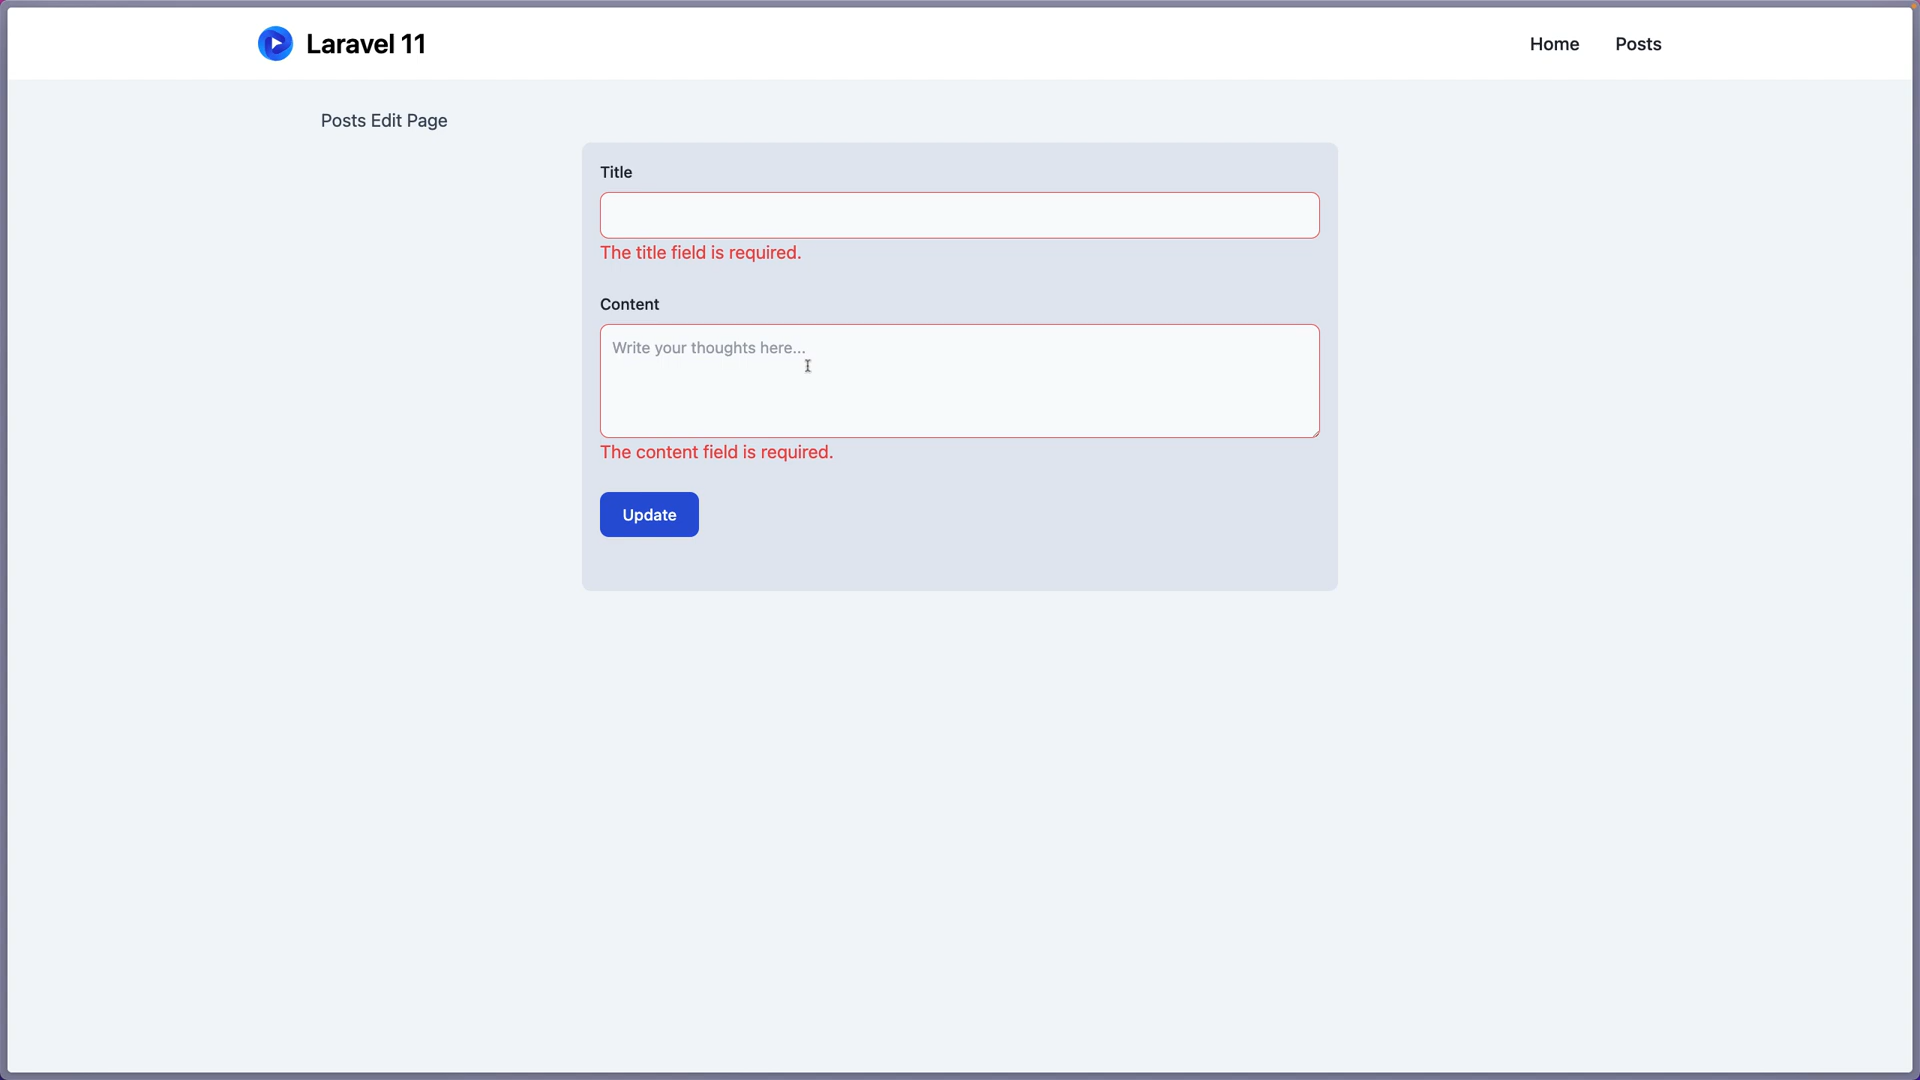 Laravel 11
Home
Posts
Posts Edit Page
Title
The title field is required.
Content
Write your thoughts here...
The content field is required.
Update